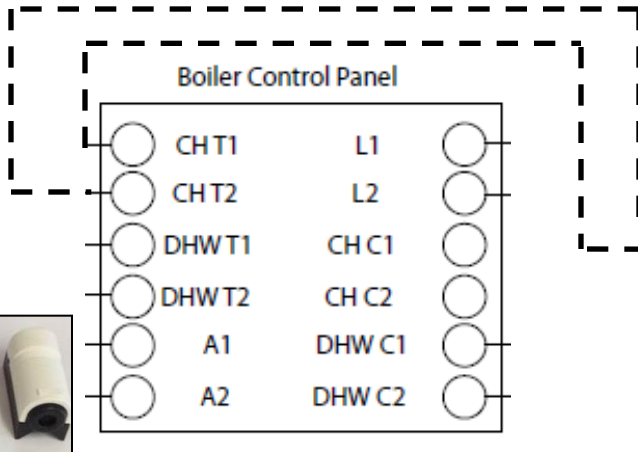 Boiler Control Panel
CH T1 L1
CH T2 L2
DHW T1 CH C1
DHW T2 CH C2
A1 DHW C1
A2 DHW C2